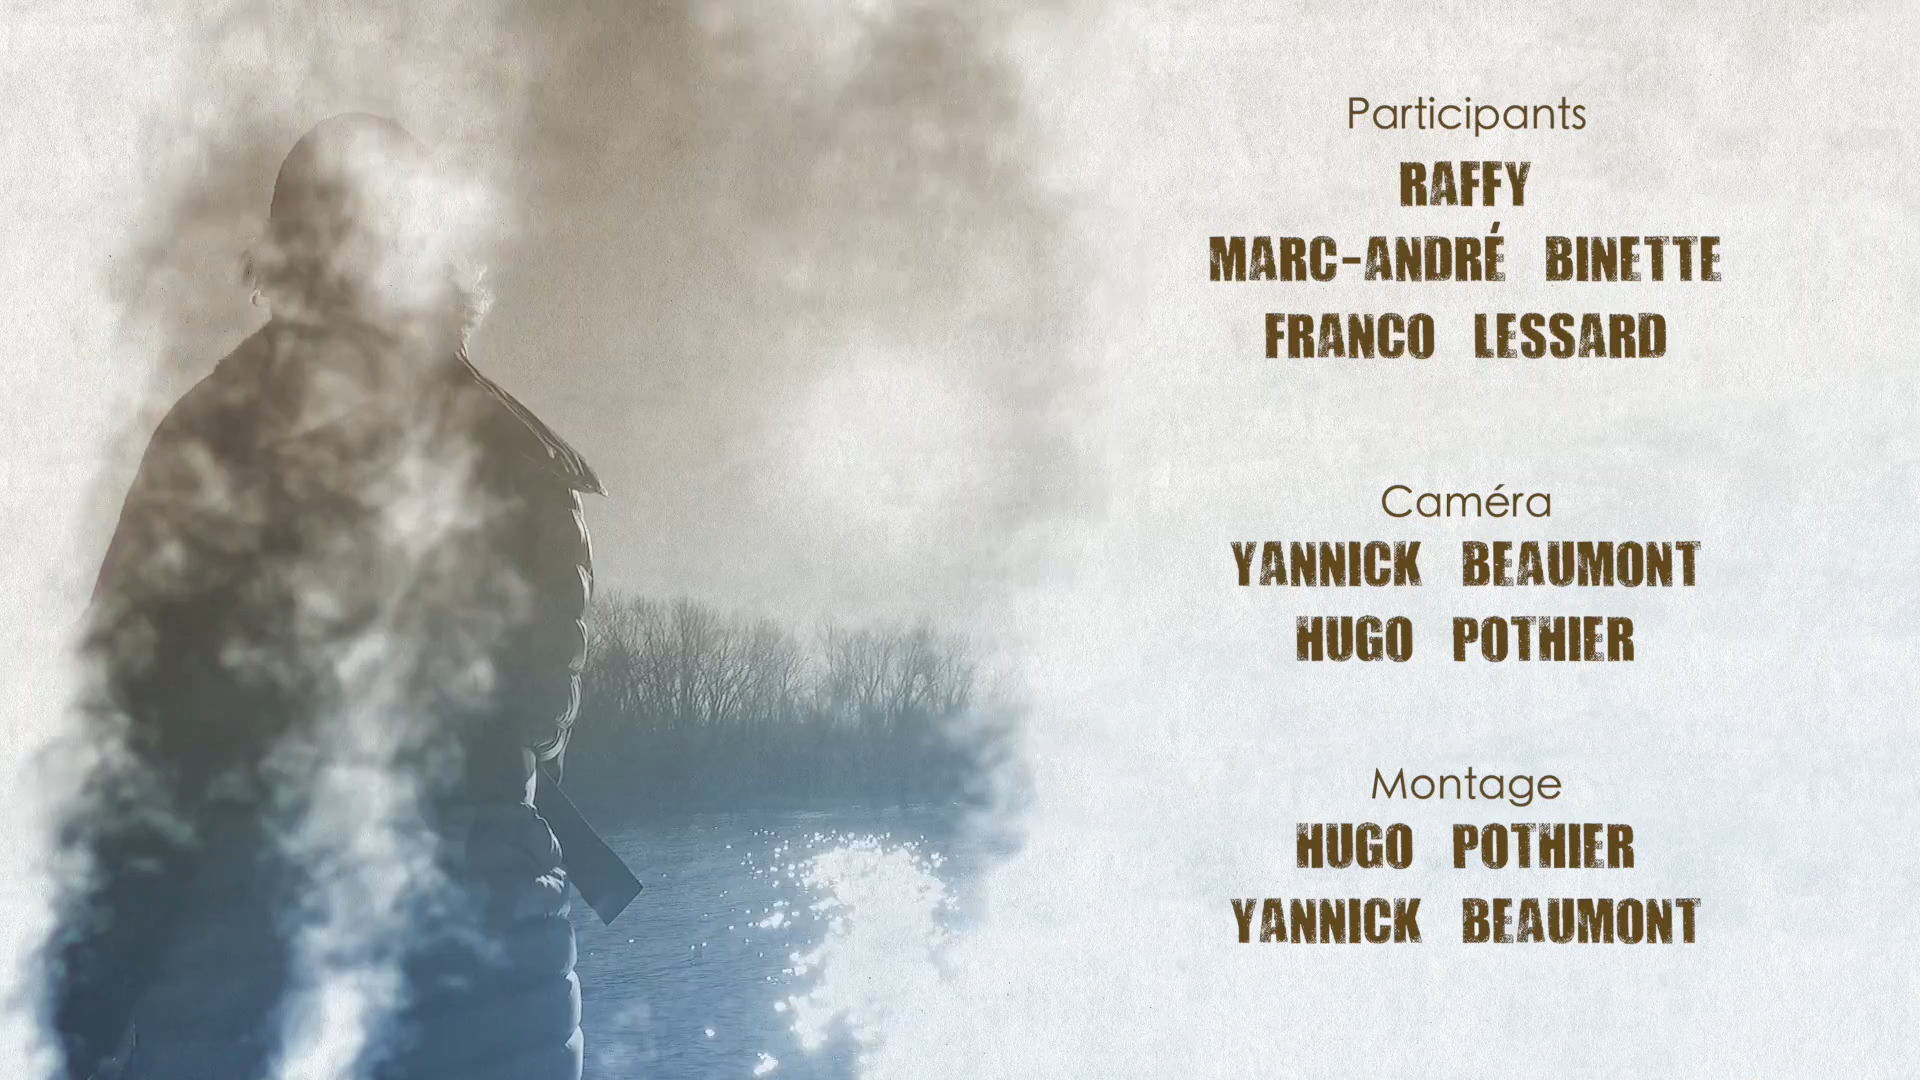 Participants
RAFFY
MARC-ANDRÉ BINETTE
FRANCO LESSARD
Caméra
YANNICK BEAUMONT
HUGO POTHIER
Montage
HUGO POTHIER
YANNICK BEAUMONT